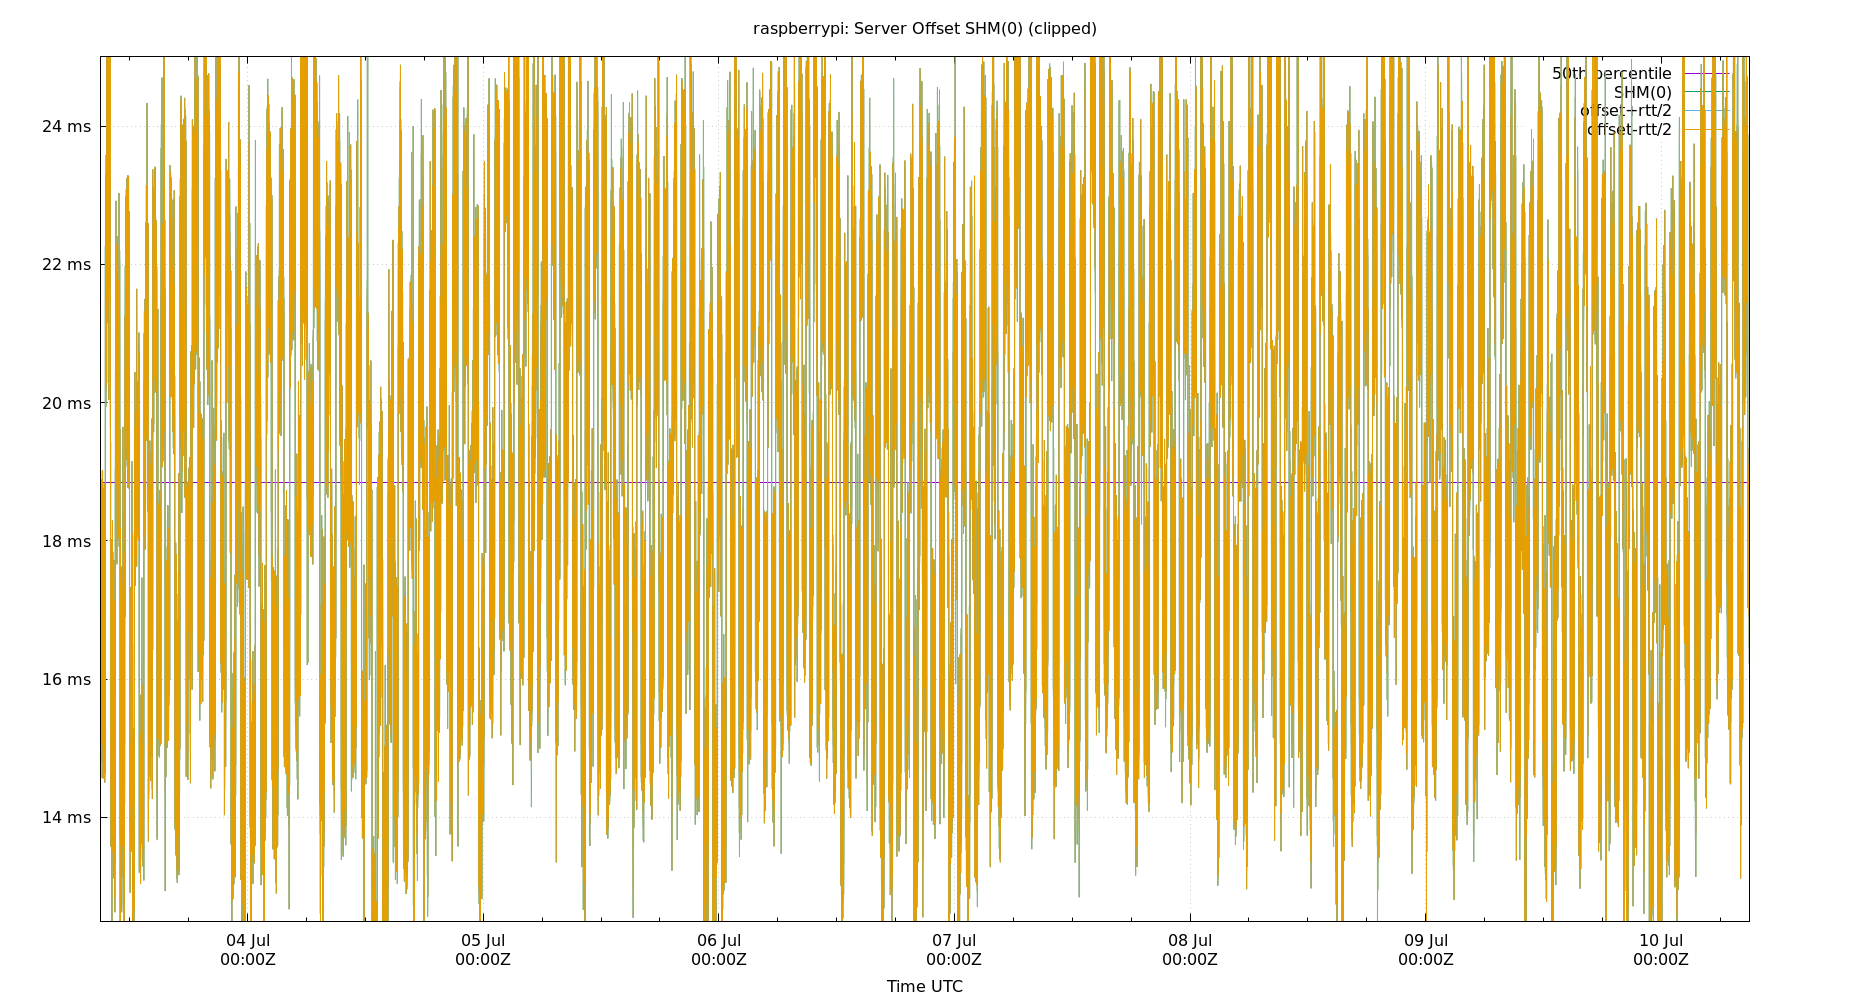 raspberrypi: Server Offset SHM(0) (clipped)
50th percentile
SHM(0)
offset+rtt/2
offset-rtt/2
24 ms
22 ms
20 ms
18 ms
16 ms
14 ms
04 Jul
00:00Z
05 Jul
00:00Z
06 Jul
00:00Z
07 Jul
00:00Z
08 Jul
00:00Z
09 Jul
00:00Z
10 Jul
00:00Z
Time UTC